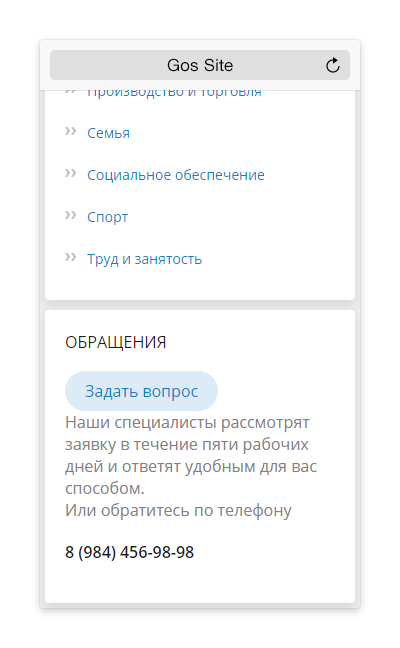 Gos Site
Производство и торговля
Семья
Социальное обеспечение
Спорт
Труд и занятость
ОБРАЩЕНИЯ
Задать вопрос
Наши специалисты рассмотрят
заявку в течение пяти рабочих
дней и ответят удобным для вас
способом.
Или обратитесь по телефону
8 (984) 456-98-98